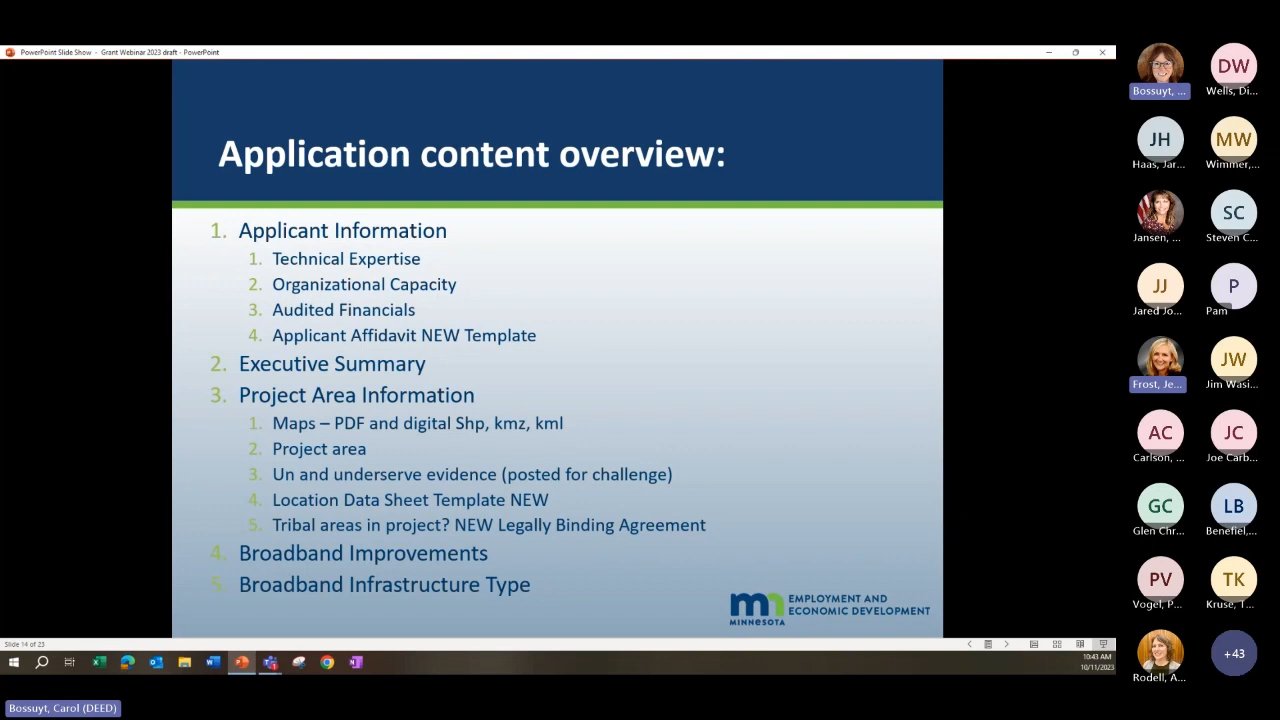 PowerPoint Slide Show - Grant Webinar 2023 draft - PowerPoint
Application content overview:
1. Applicant Information
1. Technical Expertise
2. Organizational Capacity
3. Audited Financials
4. Applicant Affidavit NEW Template
2. Executive Summary
3. Project Area Information
1. Maps – PDF and digital Shp, kmz, kml
2. Project area
3. Un and underserve evidence (posted for challenge)
4. Location Data Sheet Template NEW
5. Tribal areas in project? NEW Legally Binding Agreement
4. Broadband Improvements
5. Broadband Infrastructure Type
mn
MINNESOTA
EMPLOYMENT AND
ECONOMIC DEVELOPMENT
Slide 14 of 23
10:43 AM
10/11/2023
Bossuyt, Carol (DEED)
Bossuyt, ...
DW
Wells, Di...
JH
Haas, Jar...
MW
Wimmer,...
Jansen, ...
SC
Steven C...
JJ
Jared Jo...
P
Pam
Frost, Je...
JW
Jim Wasi...
AC
Carlson, ...
JC
Joe Carb...
GC
Glen Chr...
LB
Benefiel,...
PV
Vogel, P...
TK
Kruse, T...
Rodell, A...
+43